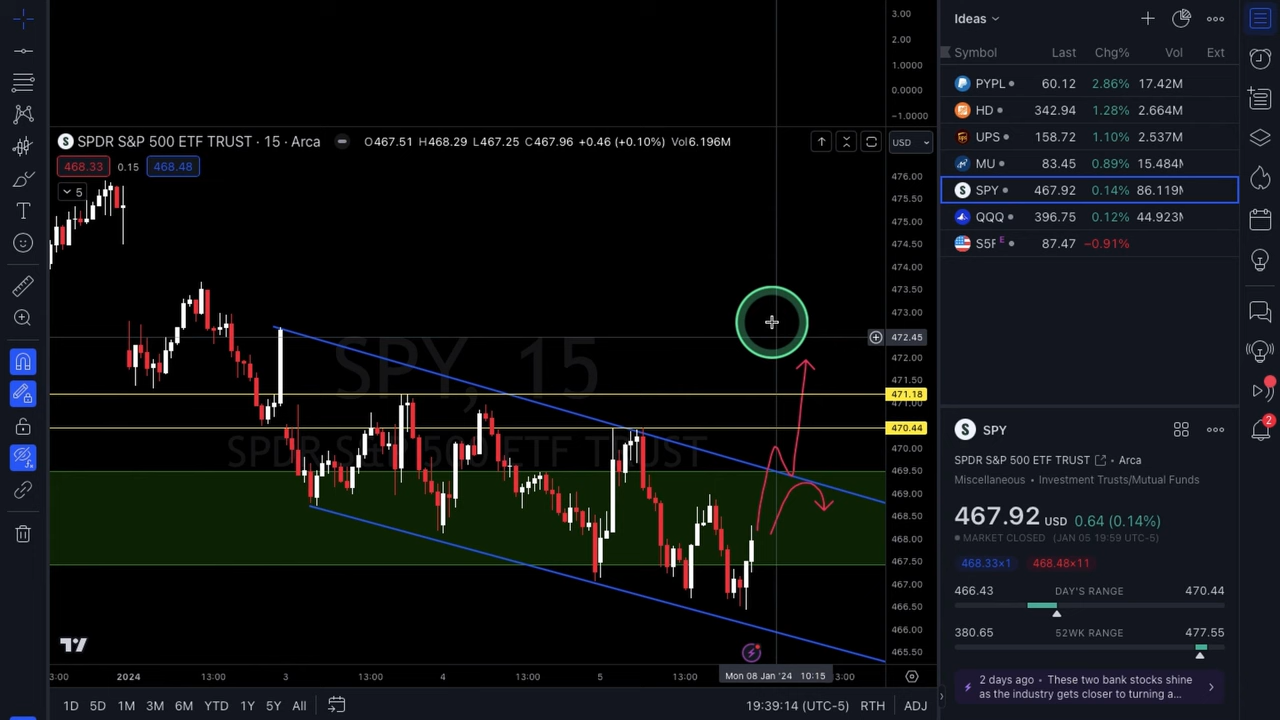 3.00
2.00
1.0000
0.0000
−1.0000
SPDR S&P 500 ETF TRUST · 15 · Arca O467.51 H468.29 L467.25 C467.96 +0.46 (+0.10%) Vol6.196M USD
468.33 0.15 468.48
5
476.00
475.50
475.00
474.50
474.00
473.50
473.00
472.45
472.00
471.50
471.18
471.00
470.44
470.00
469.50
469.00
468.50
468.00
467.50
467.00
466.50
466.00
465.50
SPY, 15
SPDR S&P 500 ETF TRUST
3:00 2024 13:00 3 13:00 4 13:00 5 13:00 Mon 08 Jan '24 10:15 3:00
1D 5D 1M 3M 6M YTD 1Y 5Y All 19:39:14 (UTC-5) RTH ADJ
Ideas
Symbol Last Chg% Vol Ext
PYPL 60.12 2.86% 17.42M
HD 342.94 1.28% 2.664M
UPS 158.72 1.10% 2.537M
MU 83.45 0.89% 15.484M
SPY 467.92 0.14% 86.119M
QQQ 396.75 0.12% 44.923M
S5F E 87.47 −0.91%
SPY
SPDR S&P 500 ETF TRUST · Arca
Miscellaneous · Investment Trusts/Mutual Funds
467.92 USD 0.64 (0.14%)
MARKET CLOSED (JAN 05 19:59 UTC-5)
468.33×1 468.48×11
466.43 DAY'S RANGE 470.44
380.65 52WK RANGE 477.55
2 days ago · These two bank stocks shine
as the industry gets closer to turning a...
2